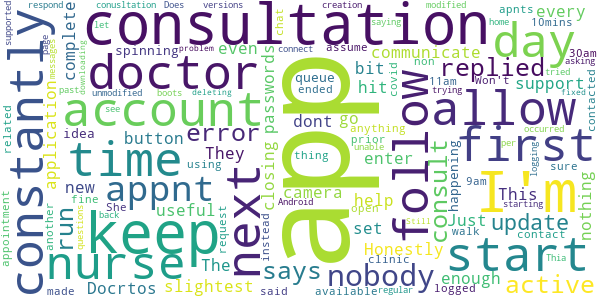 respond conusltation Does versions creation modified
supported page let chat home asking
consultation
constantly
complete communicate every 10mins apnts
spinning even assume bit
doctor
queue hit covid replied 30am day
application messages downloading
unmodified boots deleting problem connect saying non Won't tried contacted
past see ended trying 11am support fixed
account error passwords dont go
allow
related idea button anything
app
They thing prior unable enter
time follow first
using closing consult happening sure
new camera
keep appnt next
9am occurred logging per
fine She useful Android help This I'm nothing
appointment another run The open Just update
request instead set Honestly contact
nurse says nobody start
questions back Still walk This starting
Docrtos available clinic enough logged active
made slightest said regular